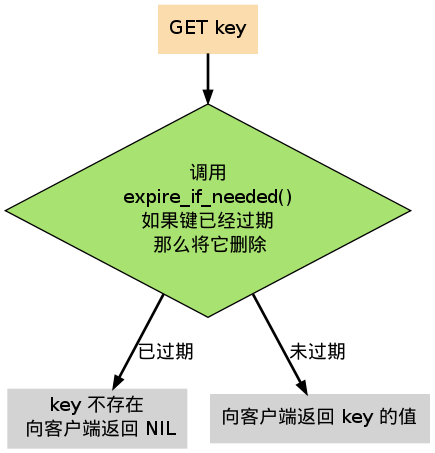 GET key
调用
expire_if_needed()
如果键已经过期
那么将它删除
已过期
未过期
key 不存在
向客户端返回 NIL
向客户端返回 key 的值